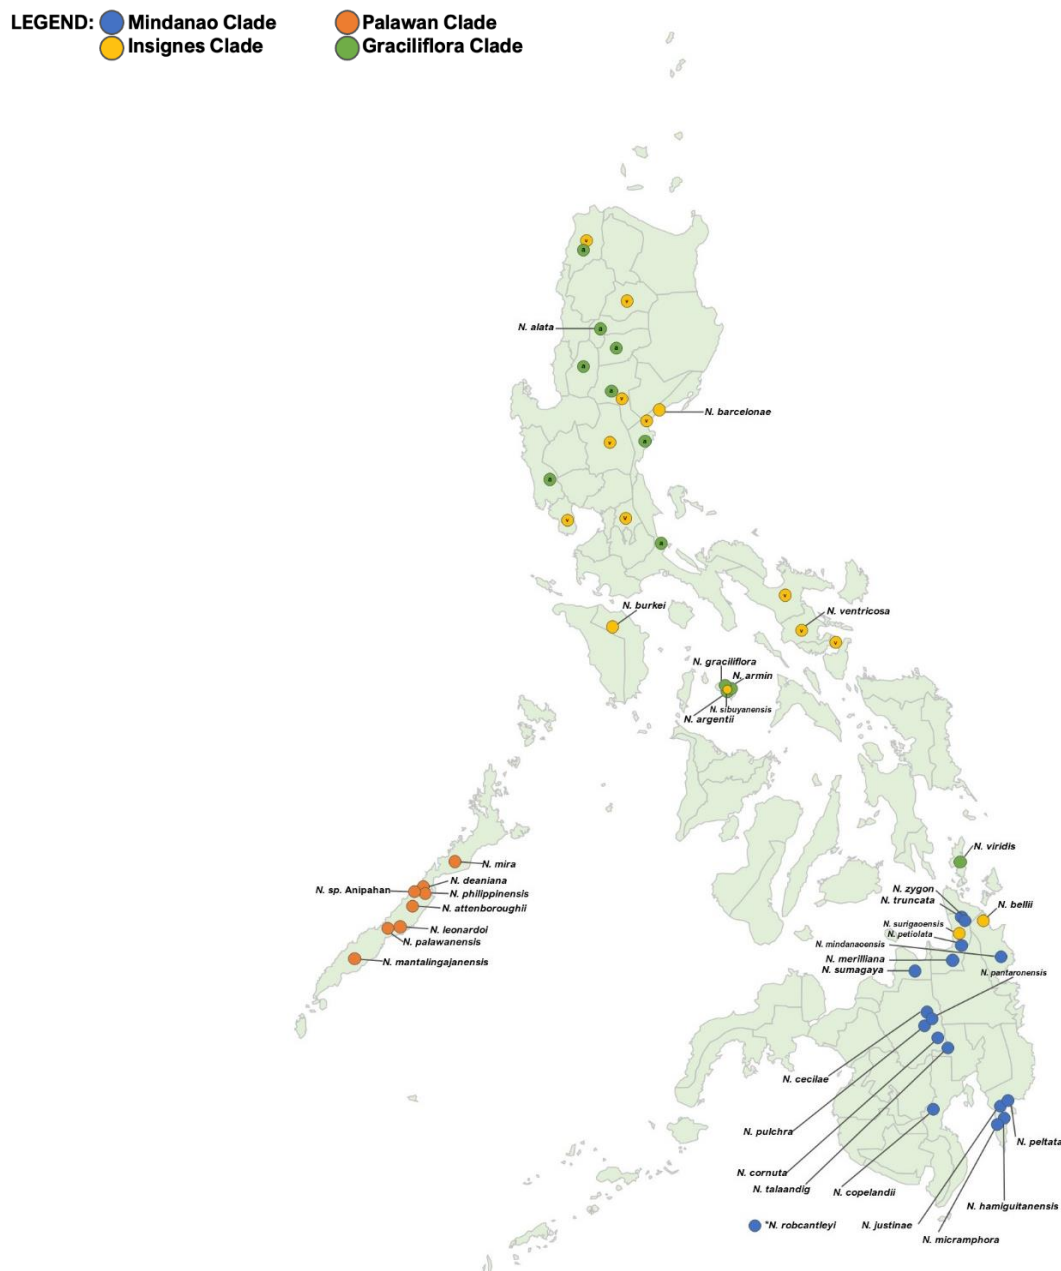 LEGEND: Mindanao Clade Palawan Clade
Insignes Clade Graciliflora Clade
v
a
v
N. alata a
a
a
a
v
N. barcelonae
v
v
a
a
v
v
a
v
N. burkei
N. ventricosa
v
v
N. graciliflora
N. armin
N. sibuyanensis
N. argentii
N. viridis
N. mira
N. deaniana
N. sp. Anipahan
N. philippinensis
N. attenboroughii
N. leonardoi
N. palawanensis
N. mantalingajanensis
N. zygon
N. truncata
N. bellii
N. surigaoensis
N. petiolata
N. mindanaoensis
N. merilliana
N. sumagaya
N. pantaronensis
N. cecilae
N. pulchra
N. peltata
N. cornuta
N. talaandig
N. copelandii
N. hamiguitanensis
*N. robcantleyi
N. justinae
N. micramphora